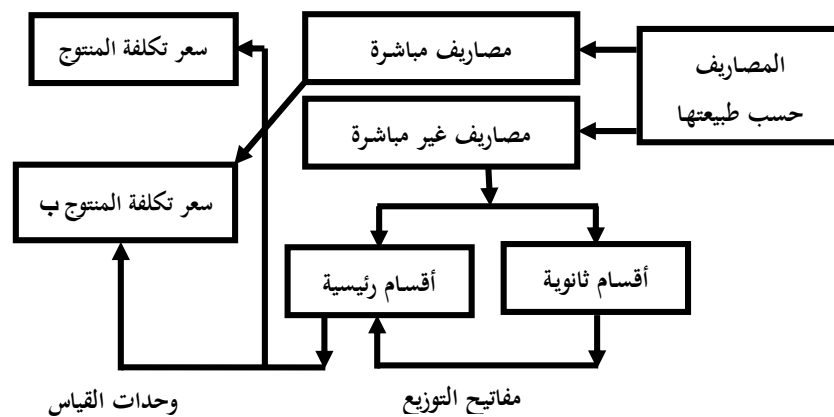 المصاريف
حسب طبيعتها
مصاريف مباشرة
سعر تكلفة المنتوج
مصاريف غير مباشرة
سعر تكلفة المنتوج ب
أقسام ثانوية
أقسام رئيسية
مفاتيح التوزيع
وحدات القياس